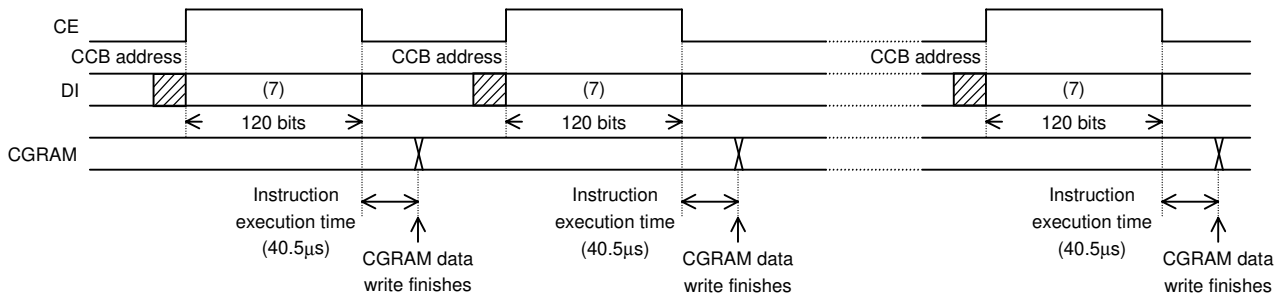 CE
CCB address CCB address CCB address
DI (7) (7) (7)
120 bits 120 bits 120 bits
CGRAM
Instruction Instruction Instruction
execution time execution time execution time
(40.5μs) (40.5μs) (40.5μs)
CGRAM data CGRAM data CGRAM data
write finishes write finishes write finishes